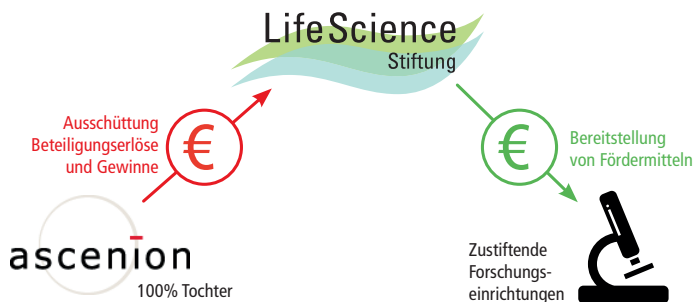 LifeScience
Stiftung
Ausschüttung
Beteiligungserlöse
und Gewinne
€
€
Bereitstellung
von Fördermitteln
ascenion
100% Tochter
Zustiftende
Forschungs-
einrichtungen